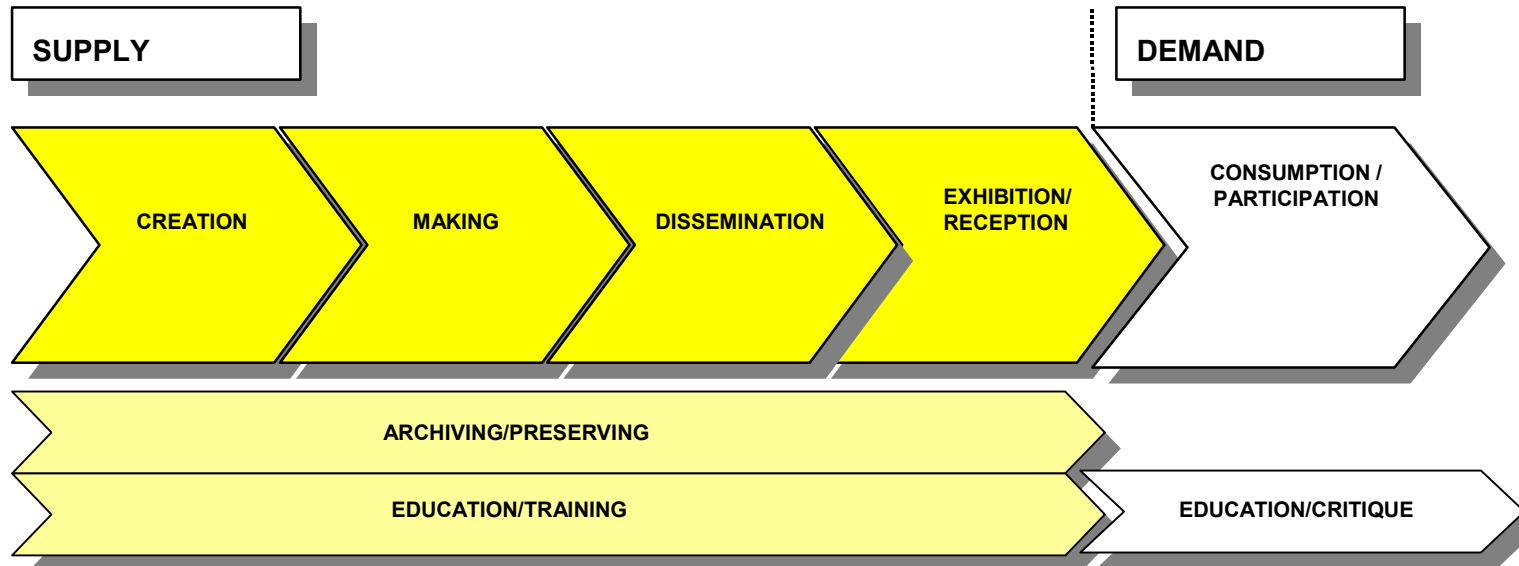 SUPPLY
DEMAND
CREATION
MAKING
DISSEMINATION
EXHIBITION/
RECEPTION
CONSUMPTION /
PARTICIPATION
ARCHIVING/PRESERVING
EDUCATION/TRAINING
EDUCATION/CRITIQUE